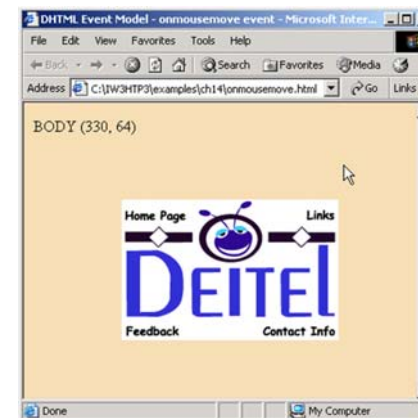 DHTML Event Model - onmousemove event - Microsoft Inter...
File Edit View Favorites Tools Help
Back Search Favorites Media
Address C:\IW3HTP3\examples\ch14\onmousemove.html Go Links
BODY (330, 64)
Home Page Links
DEITEL
Feedback Contact Info
Done My Computer